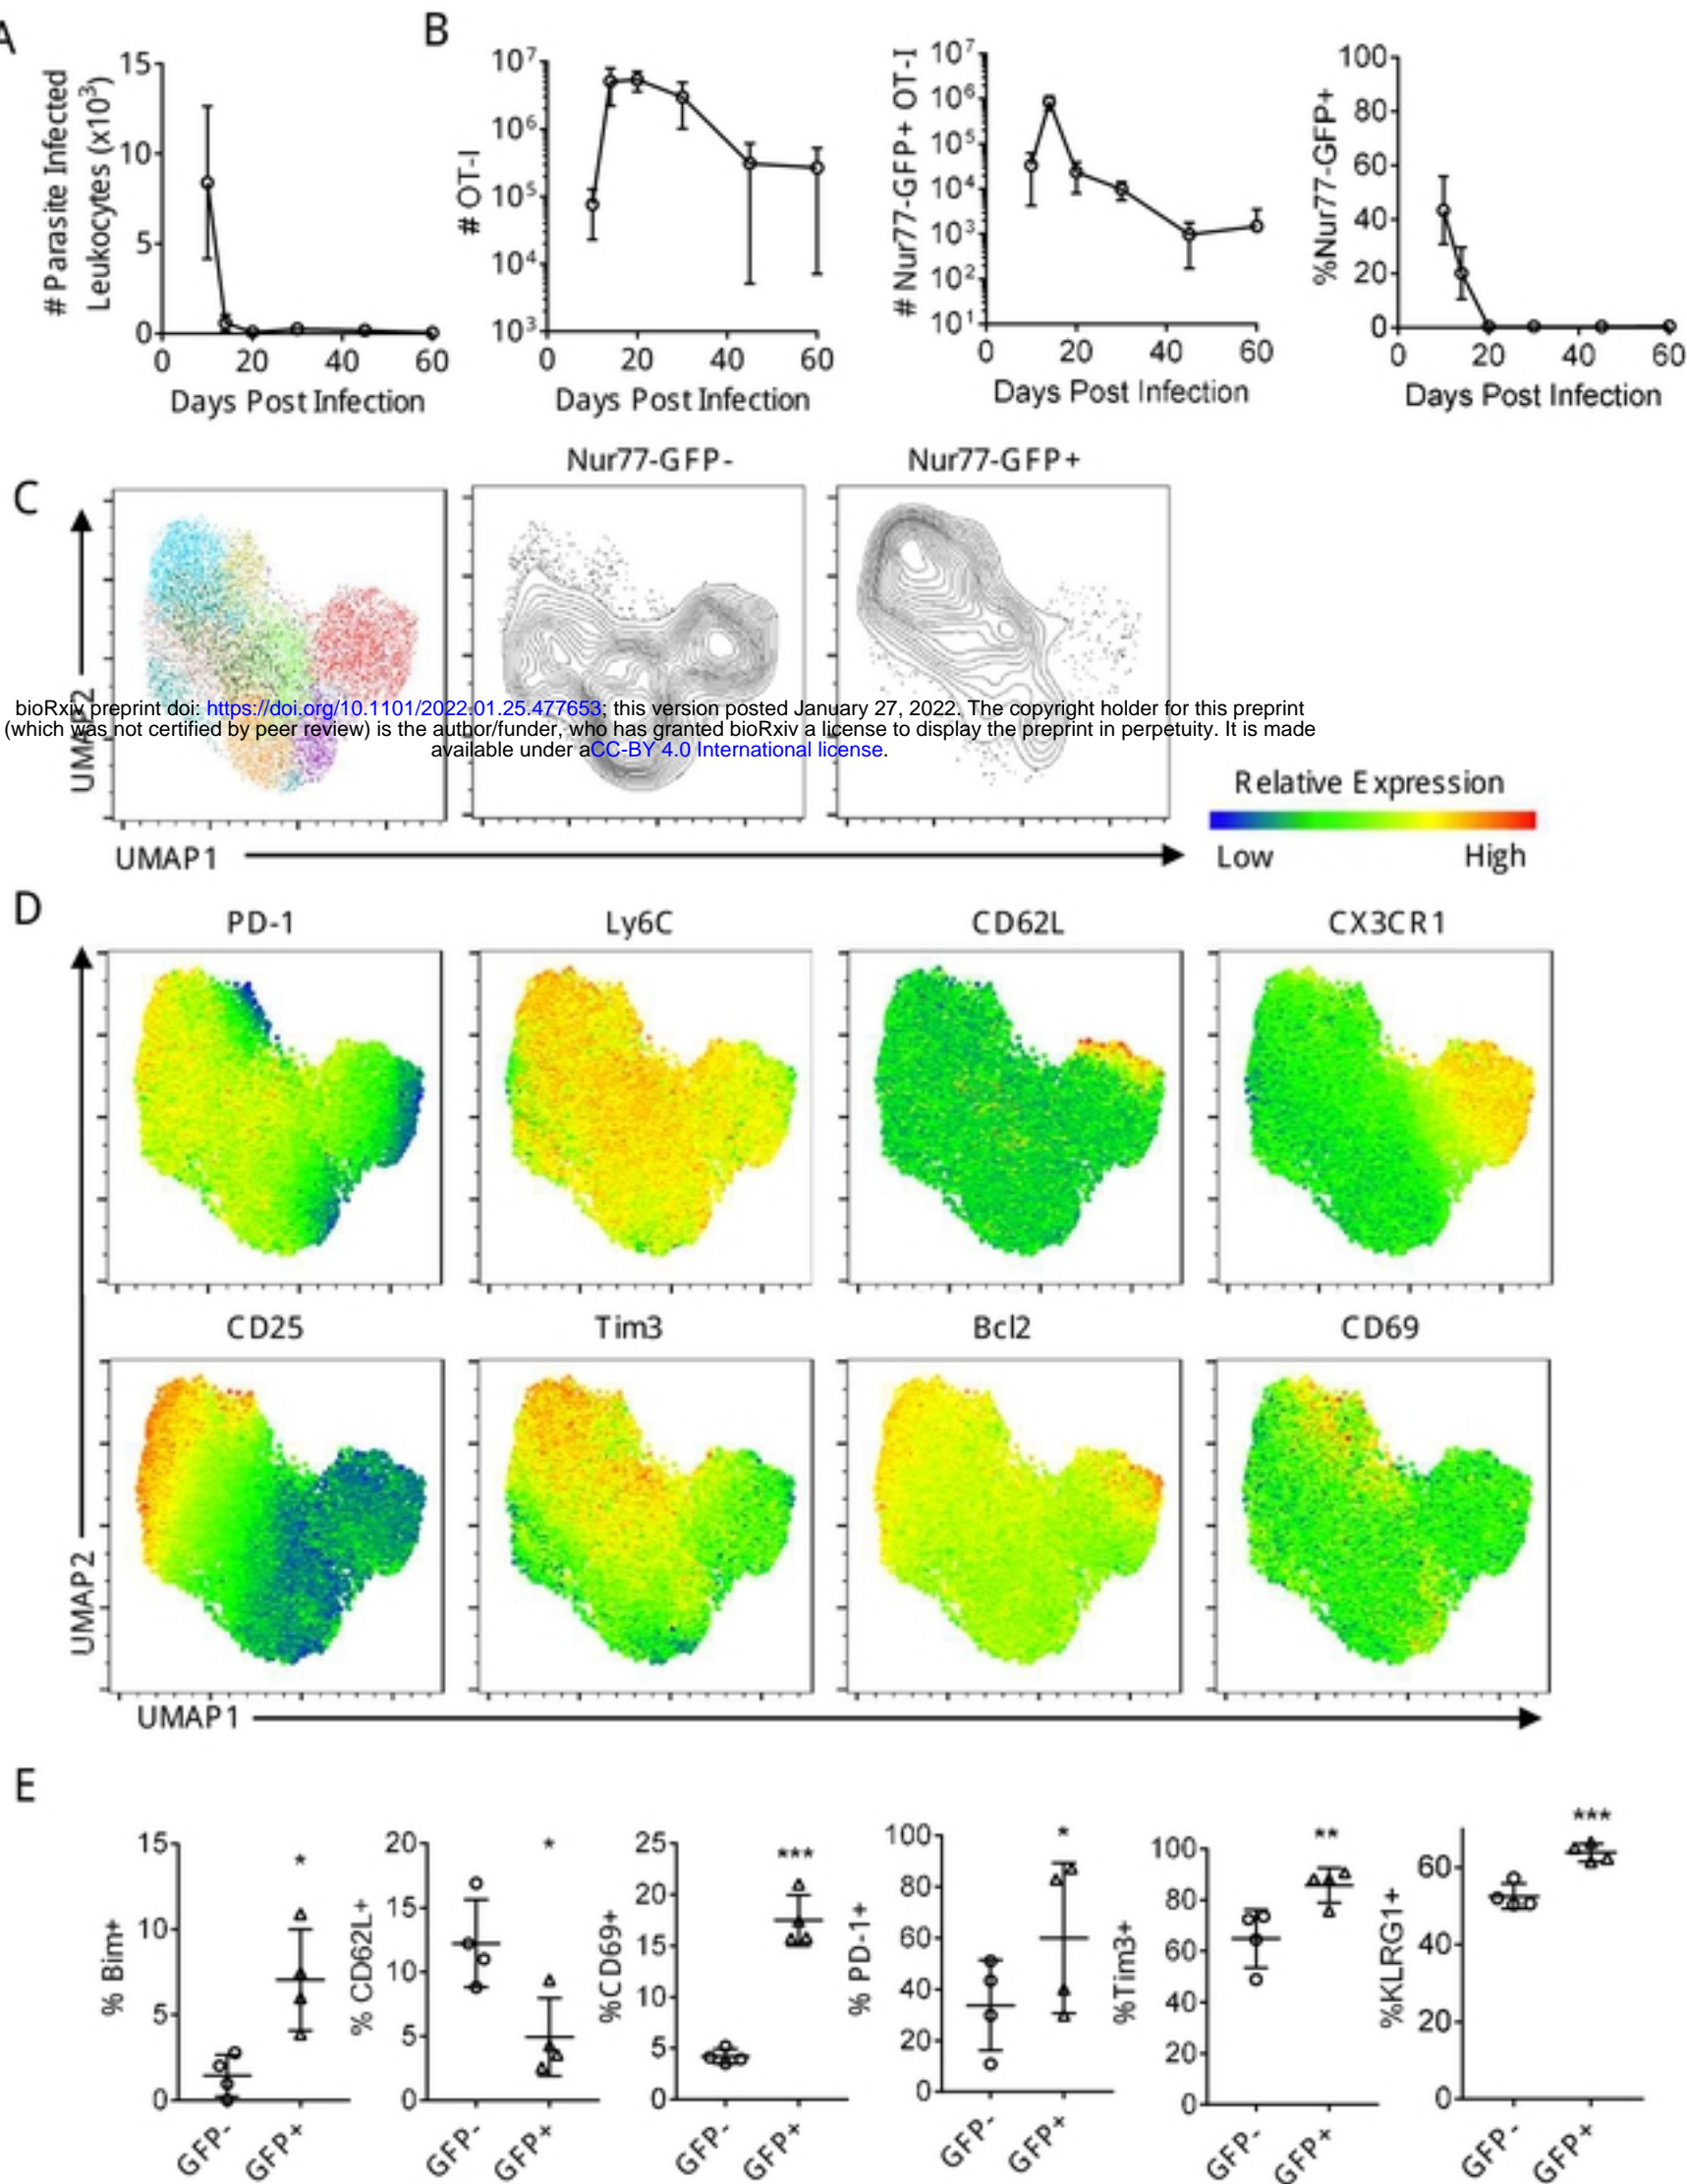 A
# Parasite Infected
Leukocytes (x10³)
15
10
5
0
0 20 40 60
Days Post Infection
B
# OT-I
10⁷
10⁶
10⁵
10⁴
10³
0 20 40 60
Days Post Infection
# Nur77-GFP+ OT-I
10⁷
10⁶
10⁵
10⁴
10³
10²
10¹
0 20 40 60
Days Post Infection
%Nur77-GFP+
100
80
60
40
20
0
0 20 40 60
Days Post Infection
C
Nur77-GFP-
Nur77-GFP+
UMAP2
bioRxiv preprint doi: https://doi.org/10.1101/2022.01.25.477653; this version posted January 27, 2022. The copyright holder for this preprint
(which was not certified by peer review) is the author/funder, who has granted bioRxiv a license to display the preprint in perpetuity. It is made
available under aCC-BY 4.0 International license.
UMAP1
Relative Expression
Low High
D
PD-1 Ly6C CD62L CX3CR1
CD25 Tim3 Bcl2 CD69
UMAP2
UMAP1
E
% Bim+
15
10
5
0
*
GFP- GFP+
% CD62L+
20
15
10
5
0
*
GFP- GFP+
%CD69+
25
20
15
10
5
0
***
GFP- GFP+
% PD-1+
100
80
60
40
20
0
*
GFP- GFP+
%Tim3+
100
80
60
40
20
0
**
GFP- GFP+
%KLRG1+
60
40
20
0
***
GFP- GFP+